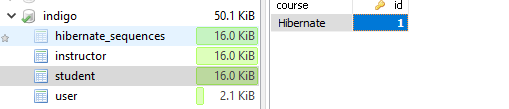 indigo 50.1 KiB
hibernate_sequences 16.0 KiB
instructor 16.0 KiB
student 16.0 KiB
user 2.1 KiB
course id
Hibernate 1